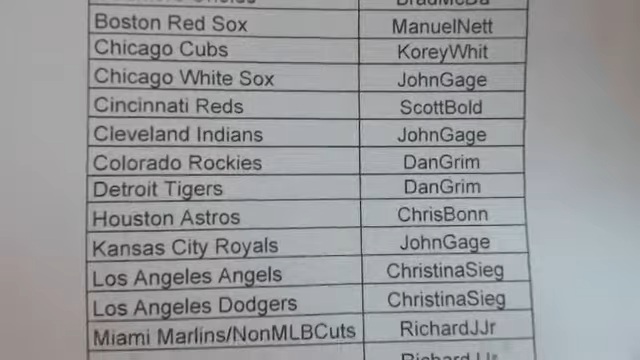 Boston Red Sox ManuelNett
Chicago Cubs KoreyWhit
Chicago White Sox JohnGage
Cincinnati Reds ScottBold
Cleveland Indians JohnGage
Colorado Rockies DanGrim
Detroit Tigers DanGrim
Houston Astros ChrisBonn
Kansas City Royals JohnGage
Los Angeles Angels ChristinaSieg
Los Angeles Dodgers ChristinaSieg
Miami Marlins/NonMLBCuts RichardJJr